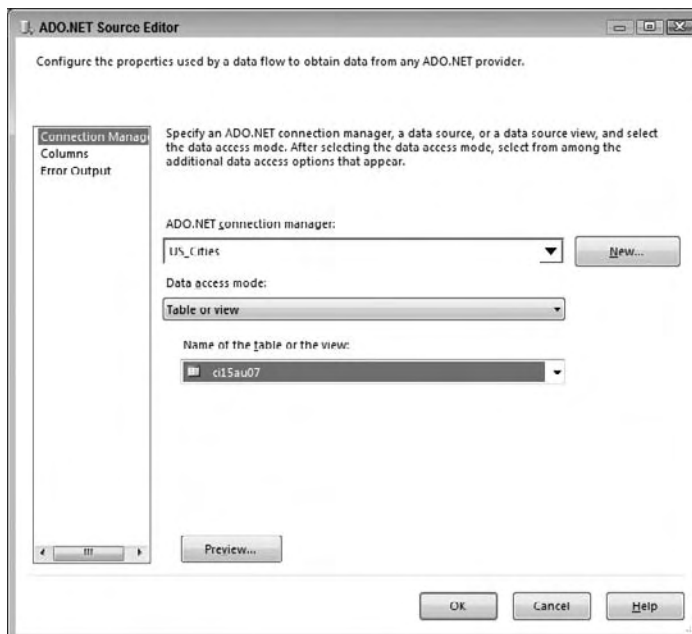 ADO.NET Source Editor
Configure the properties used by a data flow to obtain data from any ADO.NET provider.
Connection Manag
Columns
Error Output
Specify an ADO.NET connection manager, a data source, or a data source view, and select
the data access mode. After selecting the data access mode, select from among the
additional data access options that appear.
ADO.NET connection manager:
US_Cities
New...
Data access mode:
Table or view
Name of the table or the view:
ci15au07
Preview...
OK
Cancel
Help